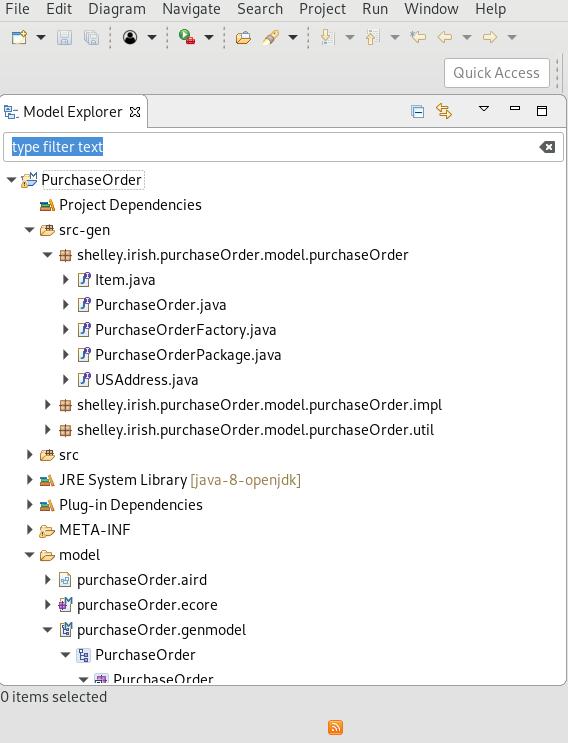 File Edit Diagram Navigate Search Project Run Window Help
Quick Access
Model Explorer
type filter text
PurchaseOrder
Project Dependencies
src-gen
shelley.irish.purchaseOrder.model.purchaseOrder
Item.java
PurchaseOrder.java
PurchaseOrderFactory.java
PurchaseOrderPackage.java
USAddress.java
shelley.irish.purchaseOrder.model.purchaseOrder.impl
shelley.irish.purchaseOrder.model.purchaseOrder.util
src
JRE System Library [java-8-openjdk]
Plug-in Dependencies
META-INF
model
purchaseOrder.aird
purchaseOrder.ecore
purchaseOrder.genmodel
PurchaseOrder
PurchaseOrder
0 items selected